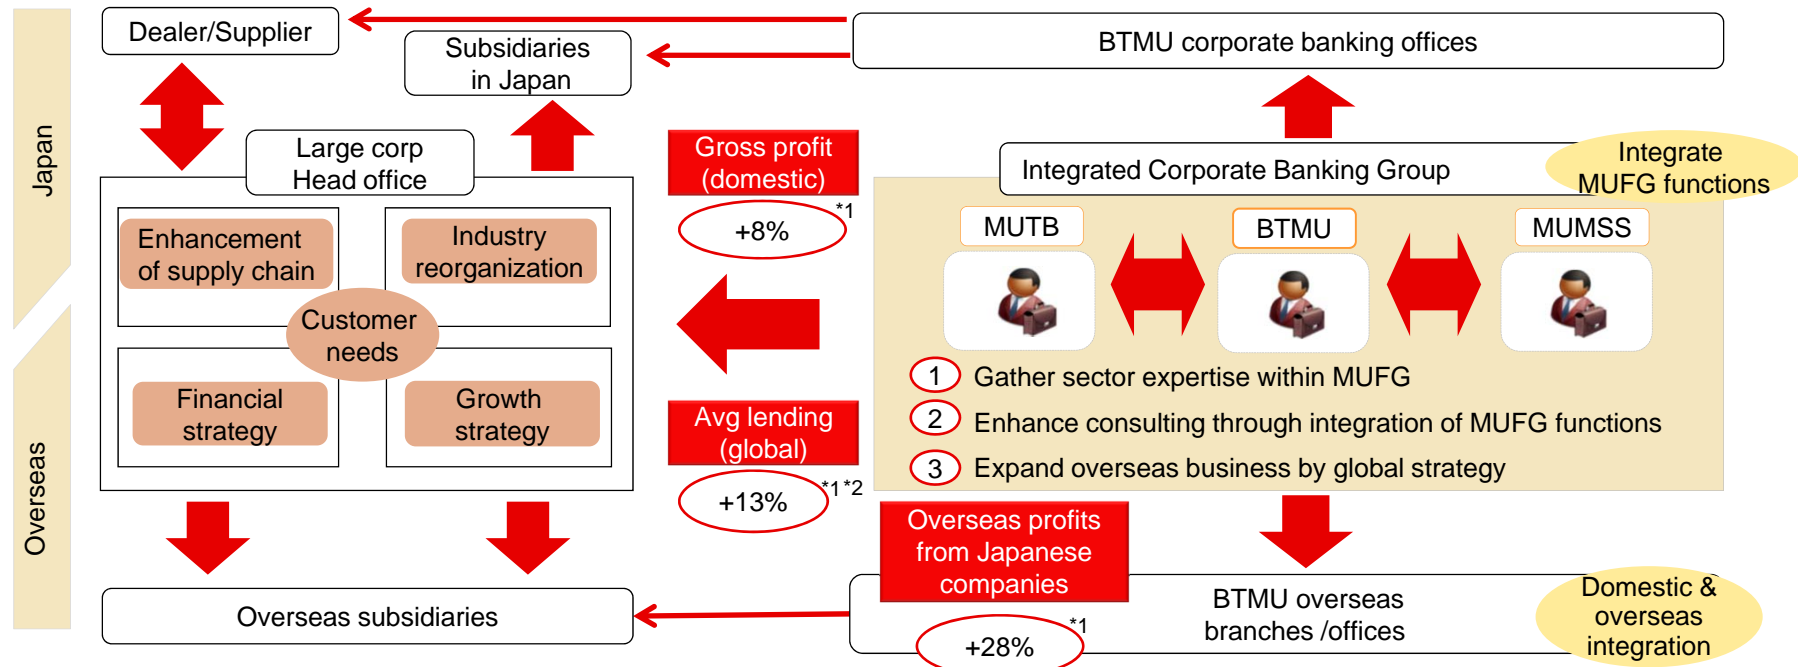 Dealer/Supplier
Subsidiaries
in Japan
BTMU corporate banking offices
Japan
Large corp
Head office
Gross profit
(domestic)
+8%
*1
Integrated Corporate Banking Group
Integrate
MUFG functions
MUTB
BTMU
MUMSS
Enhancement
of supply chain
Industry
reorganization
Customer
needs
Financial
strategy
Growth
strategy
Avg lending
(global)
+13%
*1 *2
1 Gather sector expertise within MUFG
2 Enhance consulting through integration of MUFG functions
3 Expand overseas business by global strategy
Overseas
Overseas profits
from Japanese
companies
+28%
*1
Overseas subsidiaries
BTMU overseas
branches /offices
Domestic &
overseas
integration